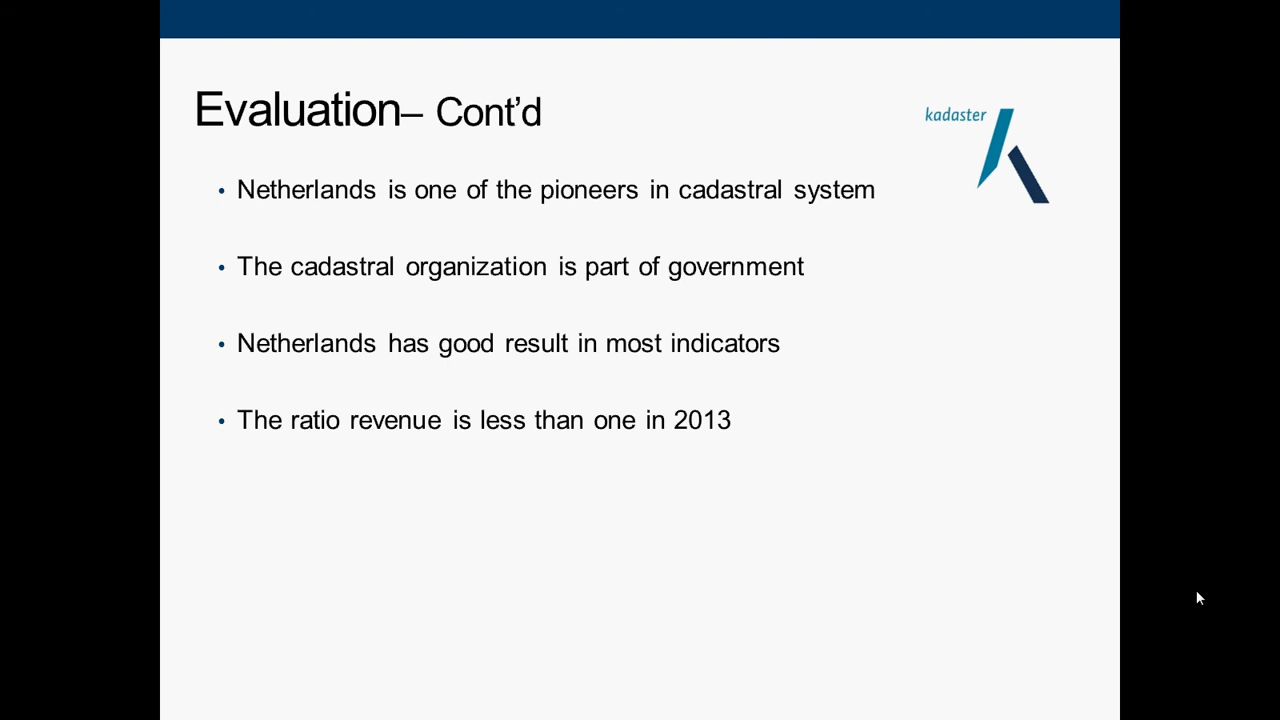 Evaluation– Cont’d
kadaster
• Netherlands is one of the pioneers in cadastral system
• The cadastral organization is part of government
• Netherlands has good result in most indicators
• The ratio revenue is less than one in 2013